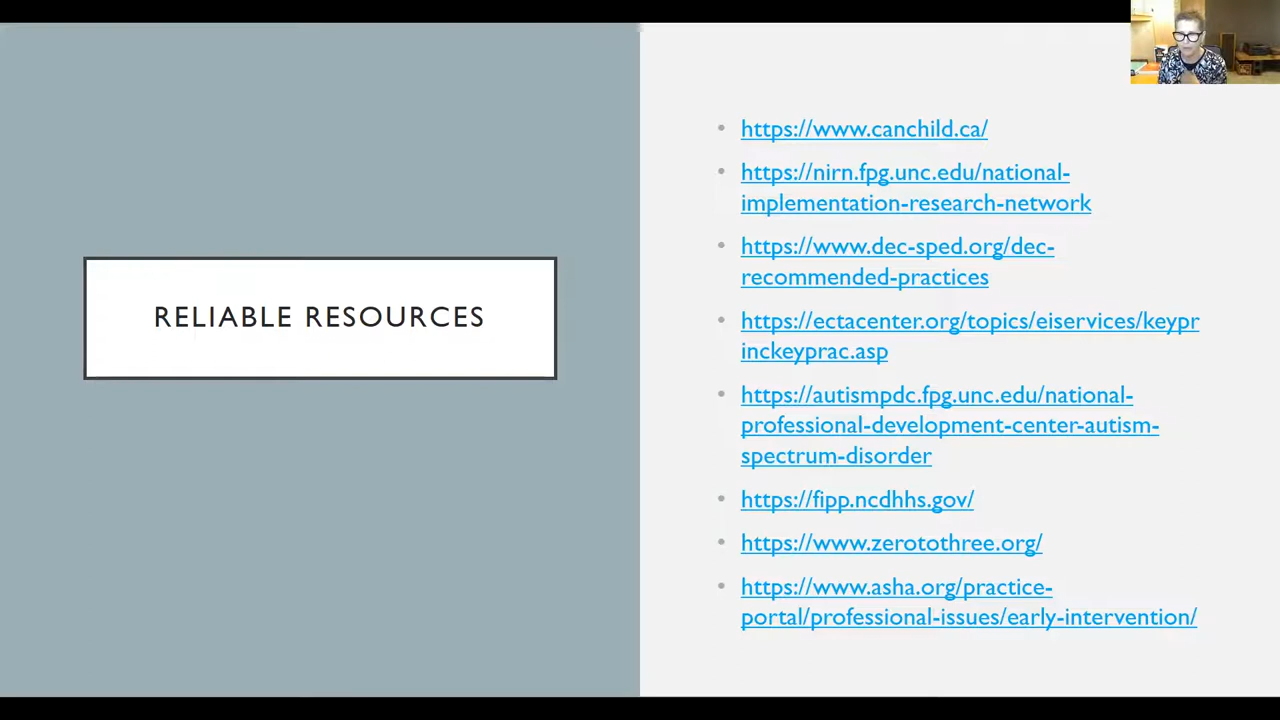 RELIABLE RESOURCES
https://www.canchild.ca/
https://nirn.fpg.unc.edu/national-
implementation-research-network
https://www.dec-sped.org/dec-
recommended-practices
https://ectacenter.org/topics/eiservices/keypr
inckeyprac.asp
https://autismpdc.fpg.unc.edu/national-
professional-development-center-autism-
spectrum-disorder
https://fipp.ncdhhs.gov/
https://www.zerotothree.org/
https://www.asha.org/practice-
portal/professional-issues/early-intervention/